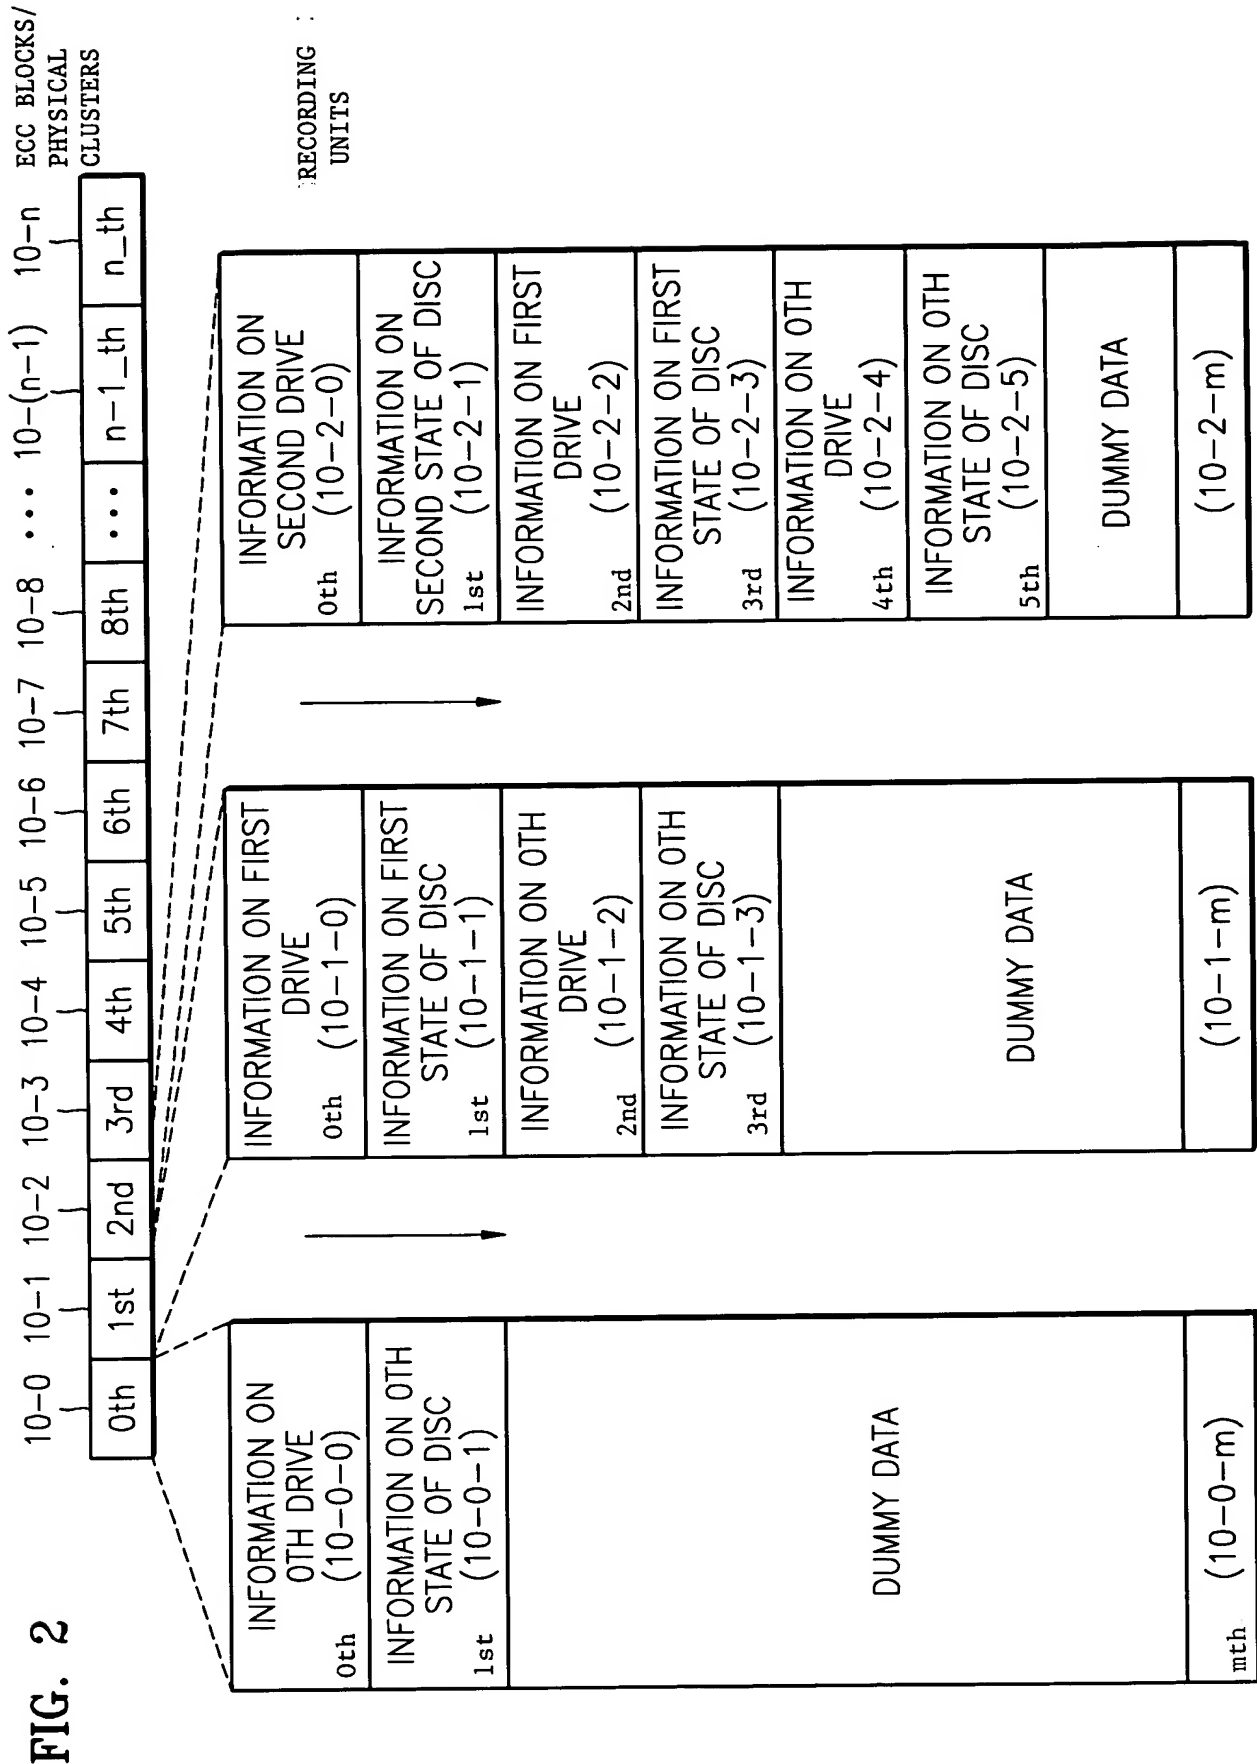 FIG. 2
ECC BLOCKS/
PHYSICAL
CLUSTERS
10-0 10-1 10-2 10-3 10-4 10-5 10-6 10-7 10-8 ••• 10-(n-1) 10-n
0th 1st 2nd 3rd 4th 5th 6th 7th 8th ••• n-1_th n_th
RECORDING :
UNITS
INFORMATION ON
0TH DRIVE
0th (10-0-0)
INFORMATION ON 0TH
STATE OF DISC
1st (10-0-1)
DUMMY DATA
mth (10-0-m)
INFORMATION ON FIRST
DRIVE
0th (10-1-0)
INFORMATION ON FIRST
STATE OF DISC
1st (10-1-1)
INFORMATION ON 0TH
DRIVE
2nd (10-1-2)
INFORMATION ON 0TH
STATE OF DISC
3rd (10-1-3)
DUMMY DATA
(10-1-m)
INFORMATION ON
SECOND DRIVE
0th (10-2-0)
INFORMATION ON
SECOND STATE OF DISC
1st (10-2-1)
INFORMATION ON FIRST
DRIVE
2nd (10-2-2)
INFORMATION ON FIRST
STATE OF DISC
3rd (10-2-3)
INFORMATION ON 0TH
DRIVE
4th (10-2-4)
INFORMATION ON 0TH
STATE OF DISC
5th (10-2-5)
DUMMY DATA
(10-2-m)